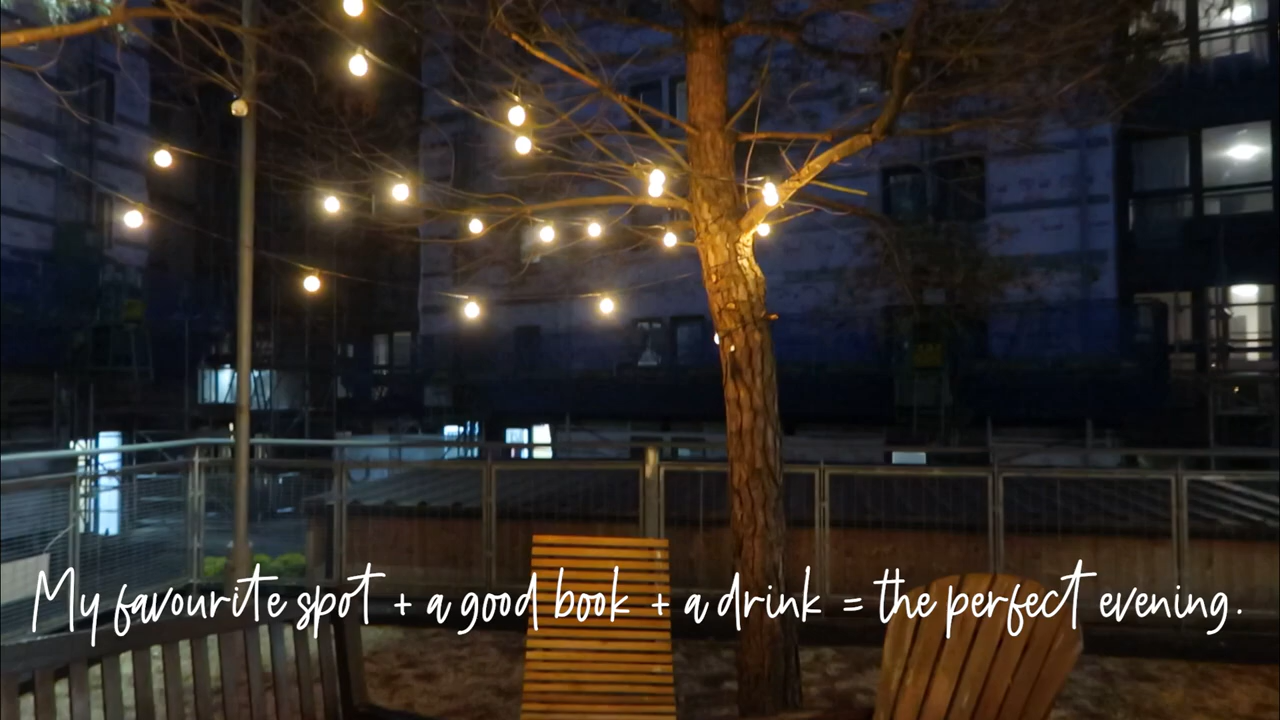 My favourite spot + a good book + a drink = the perfect evening.